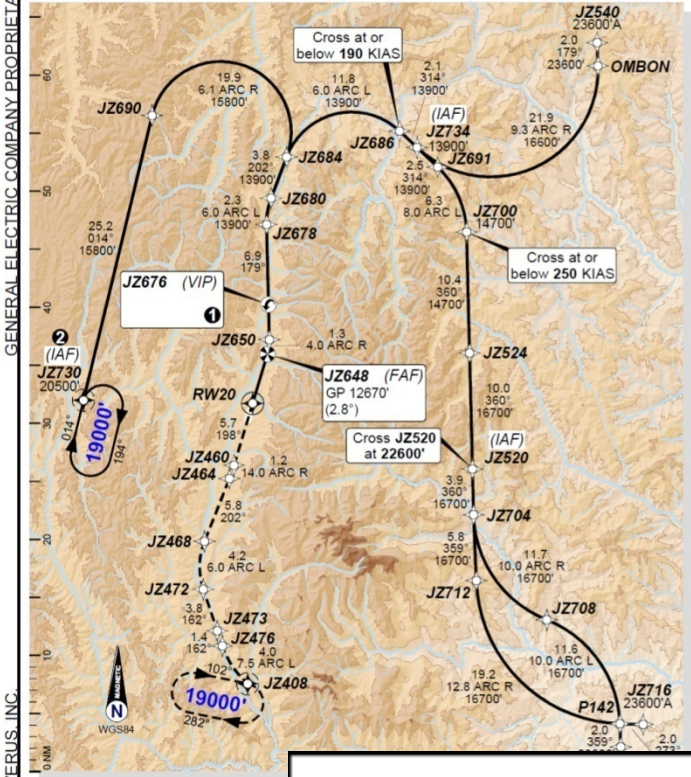 GENERAL ELECTRIC COMPANY PROPRIETA
TERUS, INC.
60
50
40
30
20
10
0 NM
JZ540
23600'A
2.0
179°
23600'
OMBON
Cross at or
below 190 KIAS
2.1
314°
13900'
(IAF)
JZ734
13900'
19.9
6.1 ARC R
15800'
11.8
6.0 ARC L
13900'
JZ690
JZ686
JZ691
21.9
9.3 ARC R
16600'
3.8
202°
13900'
JZ684
2.5
314°
13900'
6.3
8.0 ARC L
JZ680
2.3
6.0 ARC L
13900'
JZ678
JZ700
14700'
Cross at or
below 250 KIAS
25.2
014°
15800'
6.9
179°
JZ676 (VIP)
1
10.4
360°
14700'
JZ650
1.3
4.0 ARC R
JZ524
2
(IAF)
JZ730
20500'
JZ648 (FAF)
GP 12670'
(2.8°)
RW20
10.0
360°
16700'
014°
19000'
194°
5.7
198°
Cross JZ520
at 22600'
(IAF)
JZ520
JZ460
JZ464
1.2
14.0 ARC R
3.9
360°
16700'
5.8
202°
JZ704
JZ468
5.8
359°
16700'
11.7
10.0 ARC R
16700'
4.2
6.0 ARC L
JZ472
JZ712
JZ708
3.8
162°
JZ473
1.4
162°
JZ476
4.0
7.5 ARC L
11.6
10.0 ARC L
16700'
102°
JZ408
19000'
282°
19.2
12.8 ARC R
16700'
JZ716
23600'A
P142
2.0
359°
2.0
273°
MAGNETIC
N
WGS84